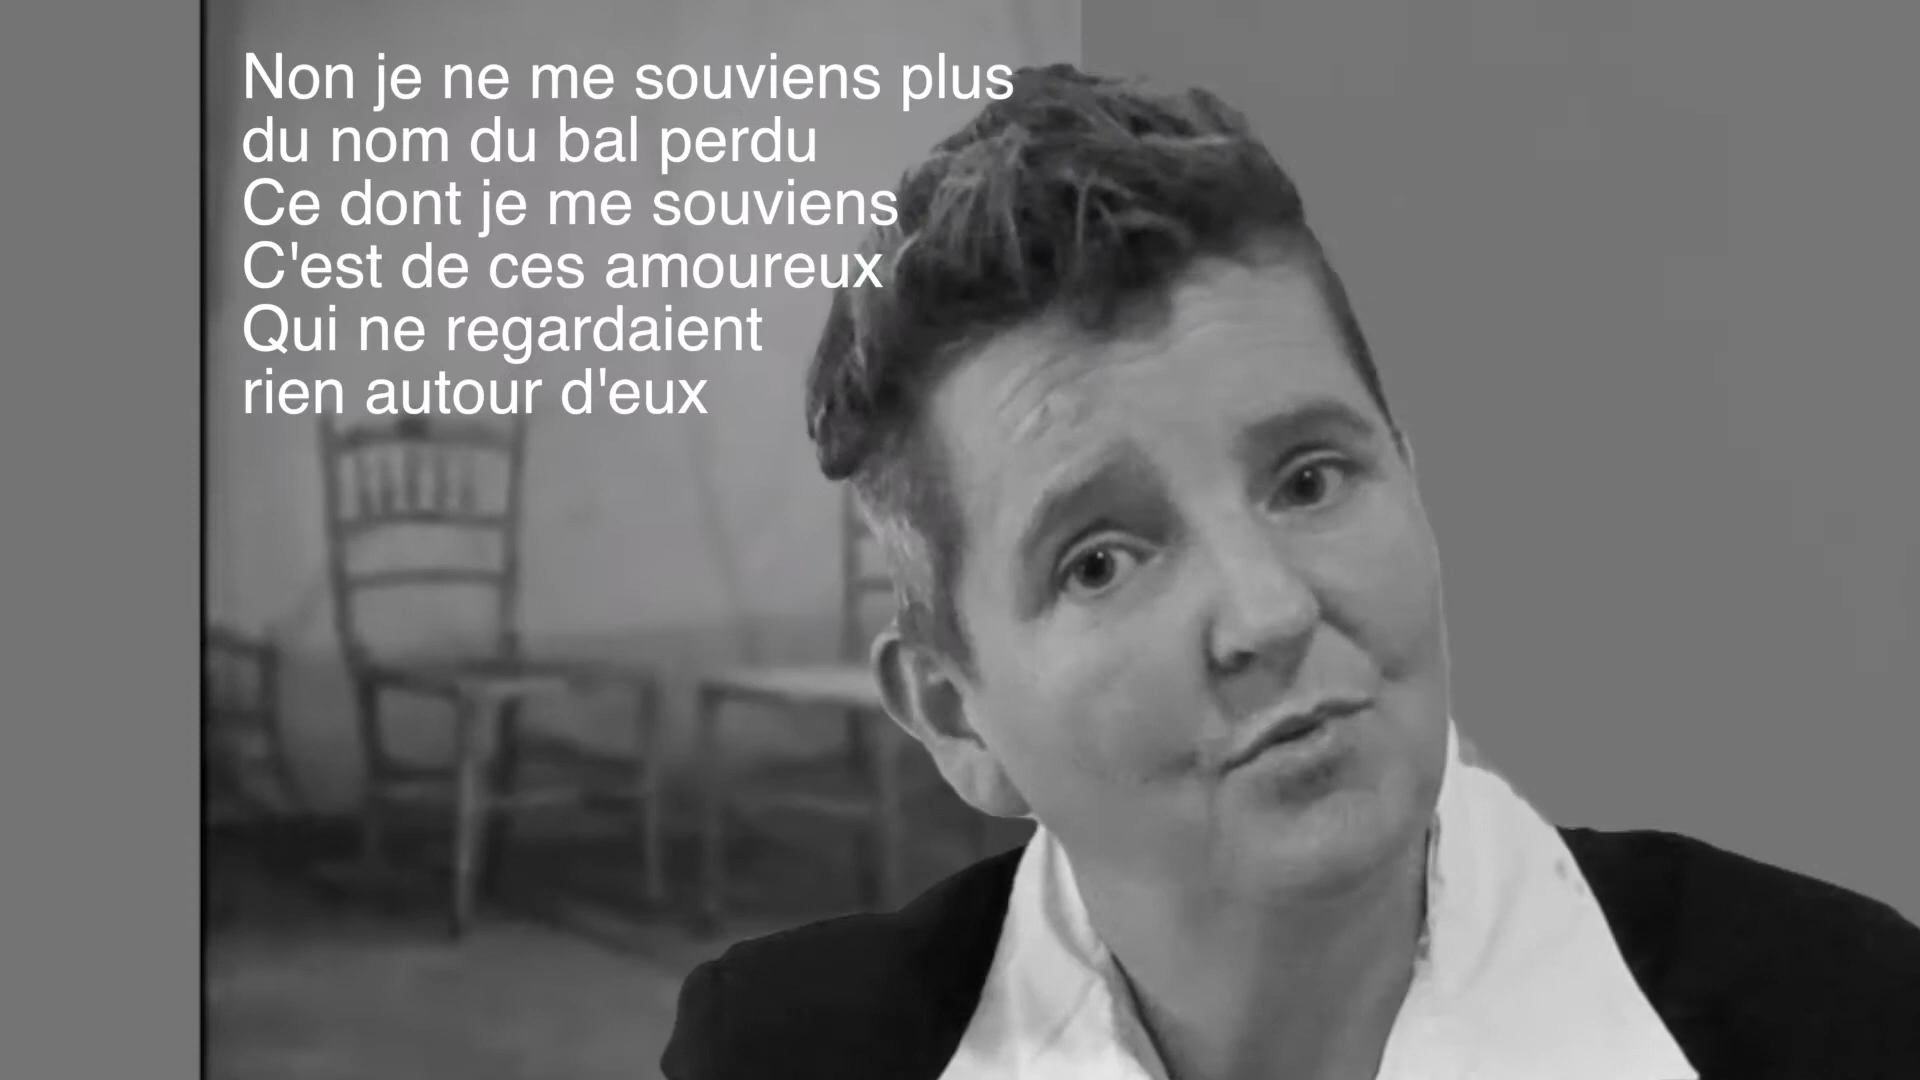 Non je ne me souviens plus
du nom du bal perdu
Ce dont je me souviens
C'est de ces amoureux
Qui ne regardaient
rien autour d'eux